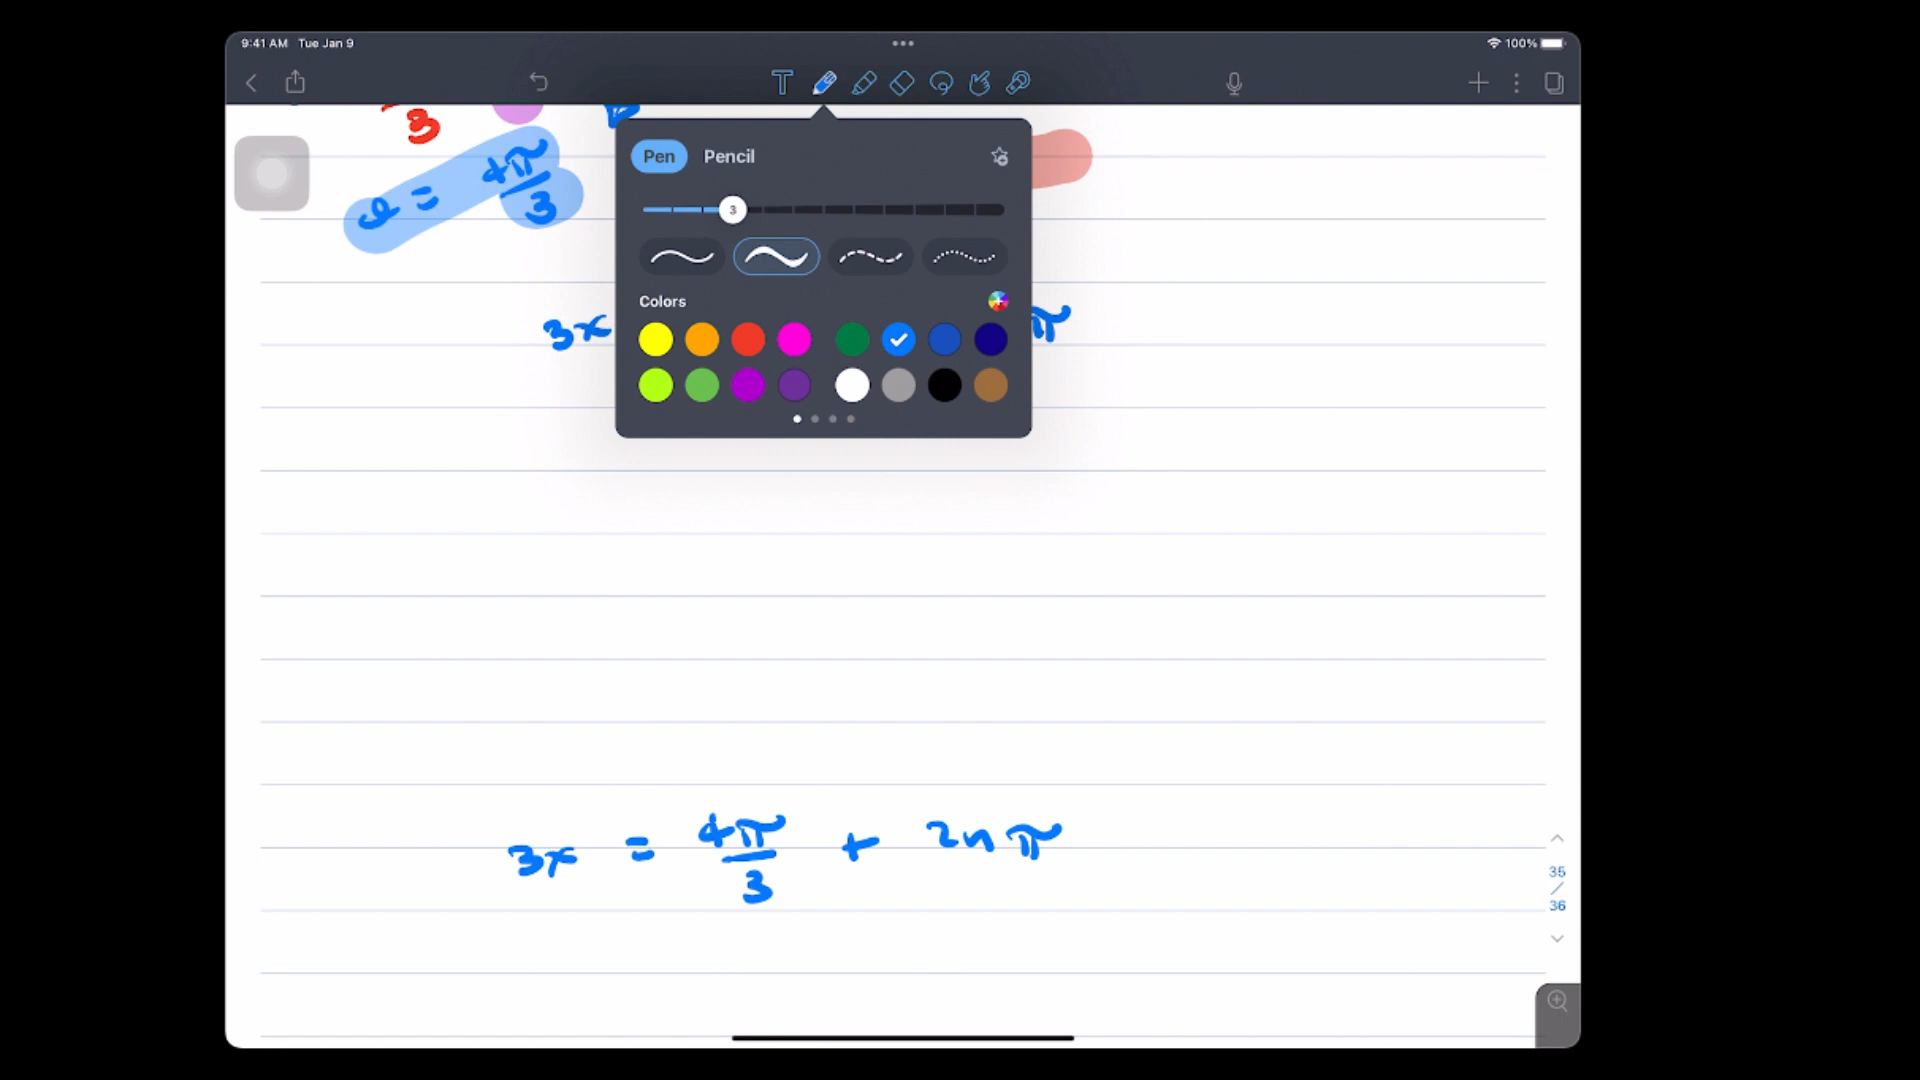 9:41 AM Tue Jan 9
100%
T
3
θ = 4π/3
Pen Pencil
3
Colors
3x
π
3x = 4π/3 + 2nπ
35
/
36